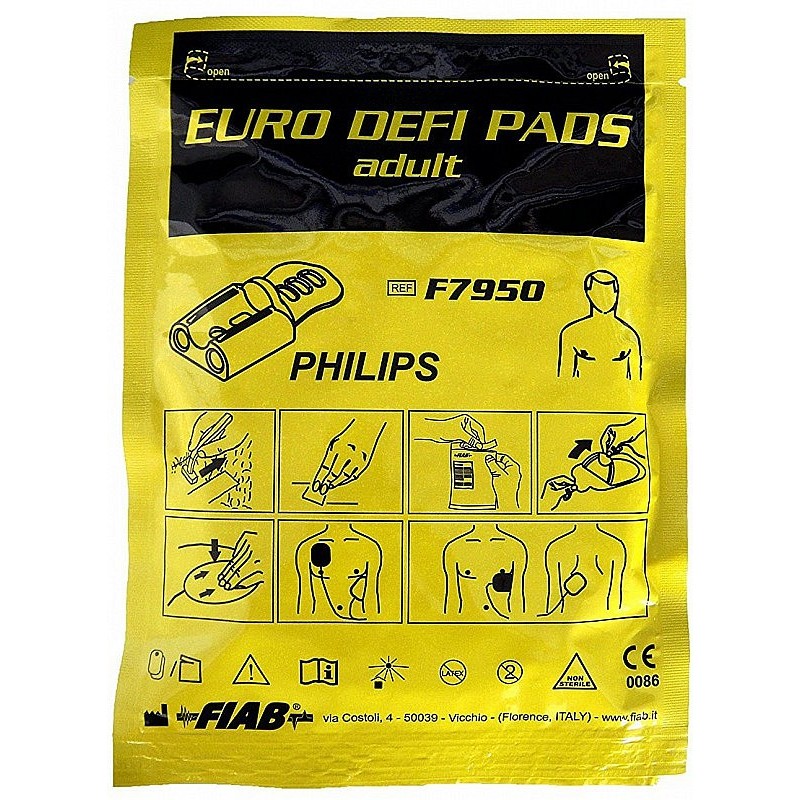 open open
EURO DEFI PADS
adult
REF F7950
PHILIPS
LATEX
2
NON
STERILE
CE
0086
FIAB® via Costoli, 4 - 50039 - Vicchio - (Florence, ITALY) - www.fiab.it